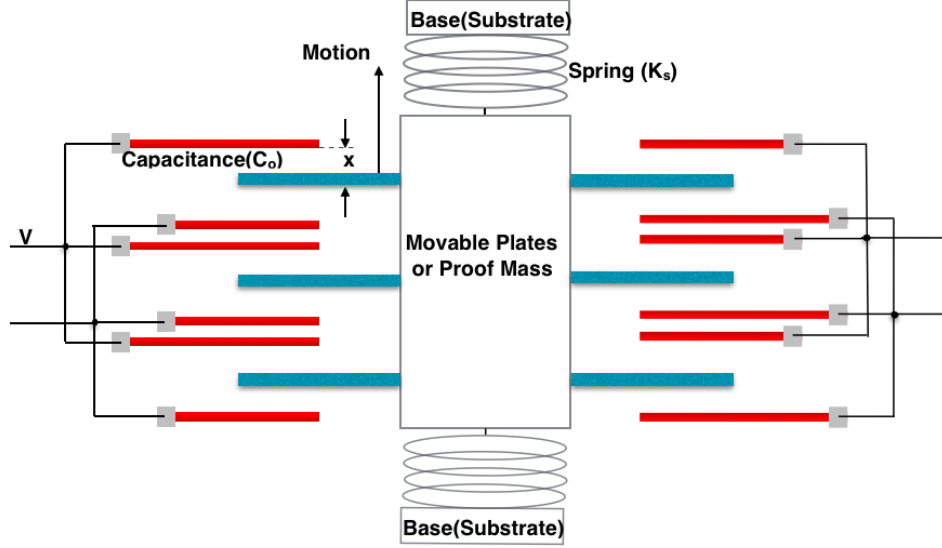 Base(Substrate)
Motion
Spring (Kₛ)
Capacitance(Cₒ)
x
V
Movable Plates
or Proof Mass
Base(Substrate)